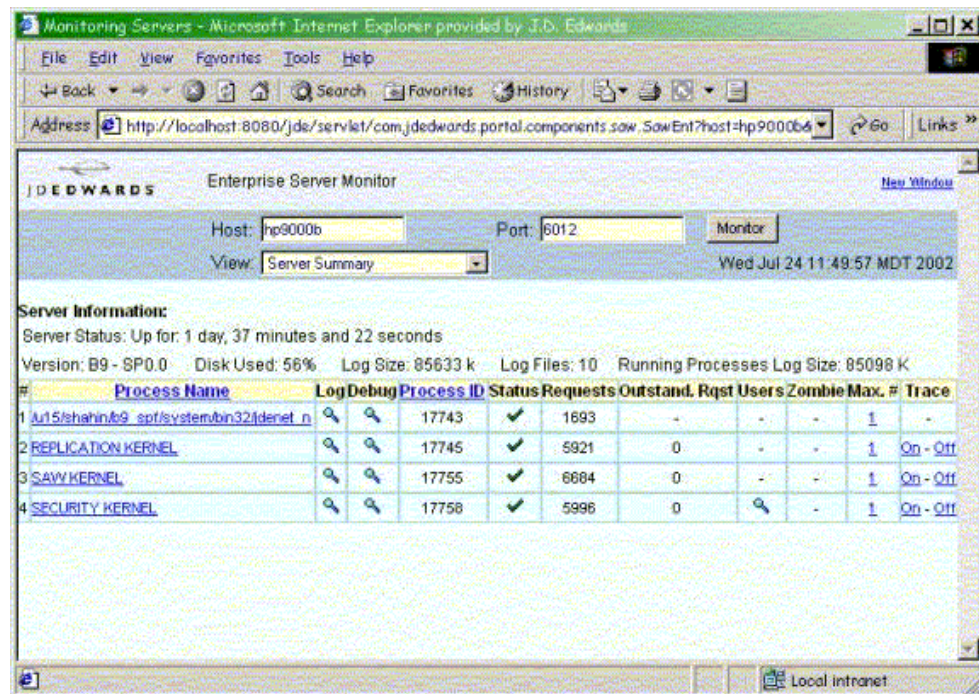 Monitoring Servers - Microsoft Internet Explorer provided by J.D. Edwards
File Edit View Favorites Tools Help
Back Search Favorites History
Address http://localhost:8080/jde/servlet/com.jdedwards.portal.components.saw.SawEnt?host=hp9000b& Go Links »
JDEDWARDS Enterprise Server Monitor New Window
Host: hp9000b Port: 6012 Monitor
View: Server Summary Wed Jul 24 11:49:57 MDT 2002
Server Information:
Server Status: Up for: 1 day, 37 minutes and 22 seconds
Version: B9 - SP0.0 Disk Used: 56% Log Size: 85633 k Log Files: 10 Running Processes Log Size: 85098 K
# Process Name Log Debug Process ID Status Requests Outstand. Rqst Users Zombie Max. # Trace
1 /u15/shahin/b9_spf/system/bin32/jdenet_n 17743 1693 - - - 1 -
2 REPLICATION KERNEL 17745 5921 0 - - 1 On - Off
3 SAW KERNEL 17755 6684 0 - - 1 On - Off
4 SECURITY KERNEL 17758 5996 0 - 1 On - Off
Local intranet